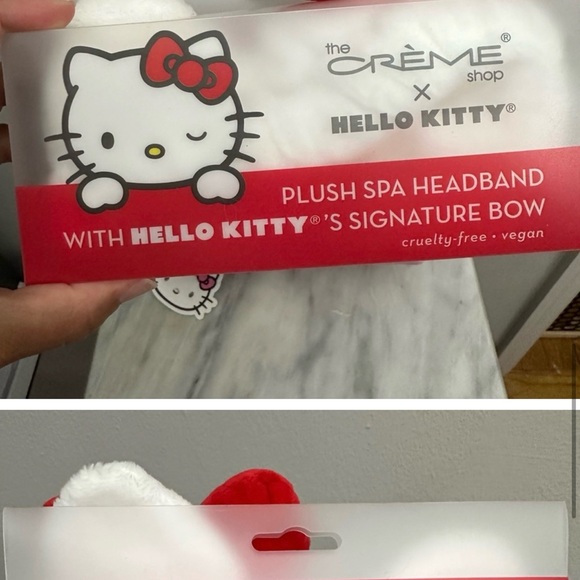 the
CRÈME®
shop
×
HELLO KITTY®
PLUSH SPA HEADBAND
WITH HELLO KITTY®'S SIGNATURE BOW
cruelty-free • vegan